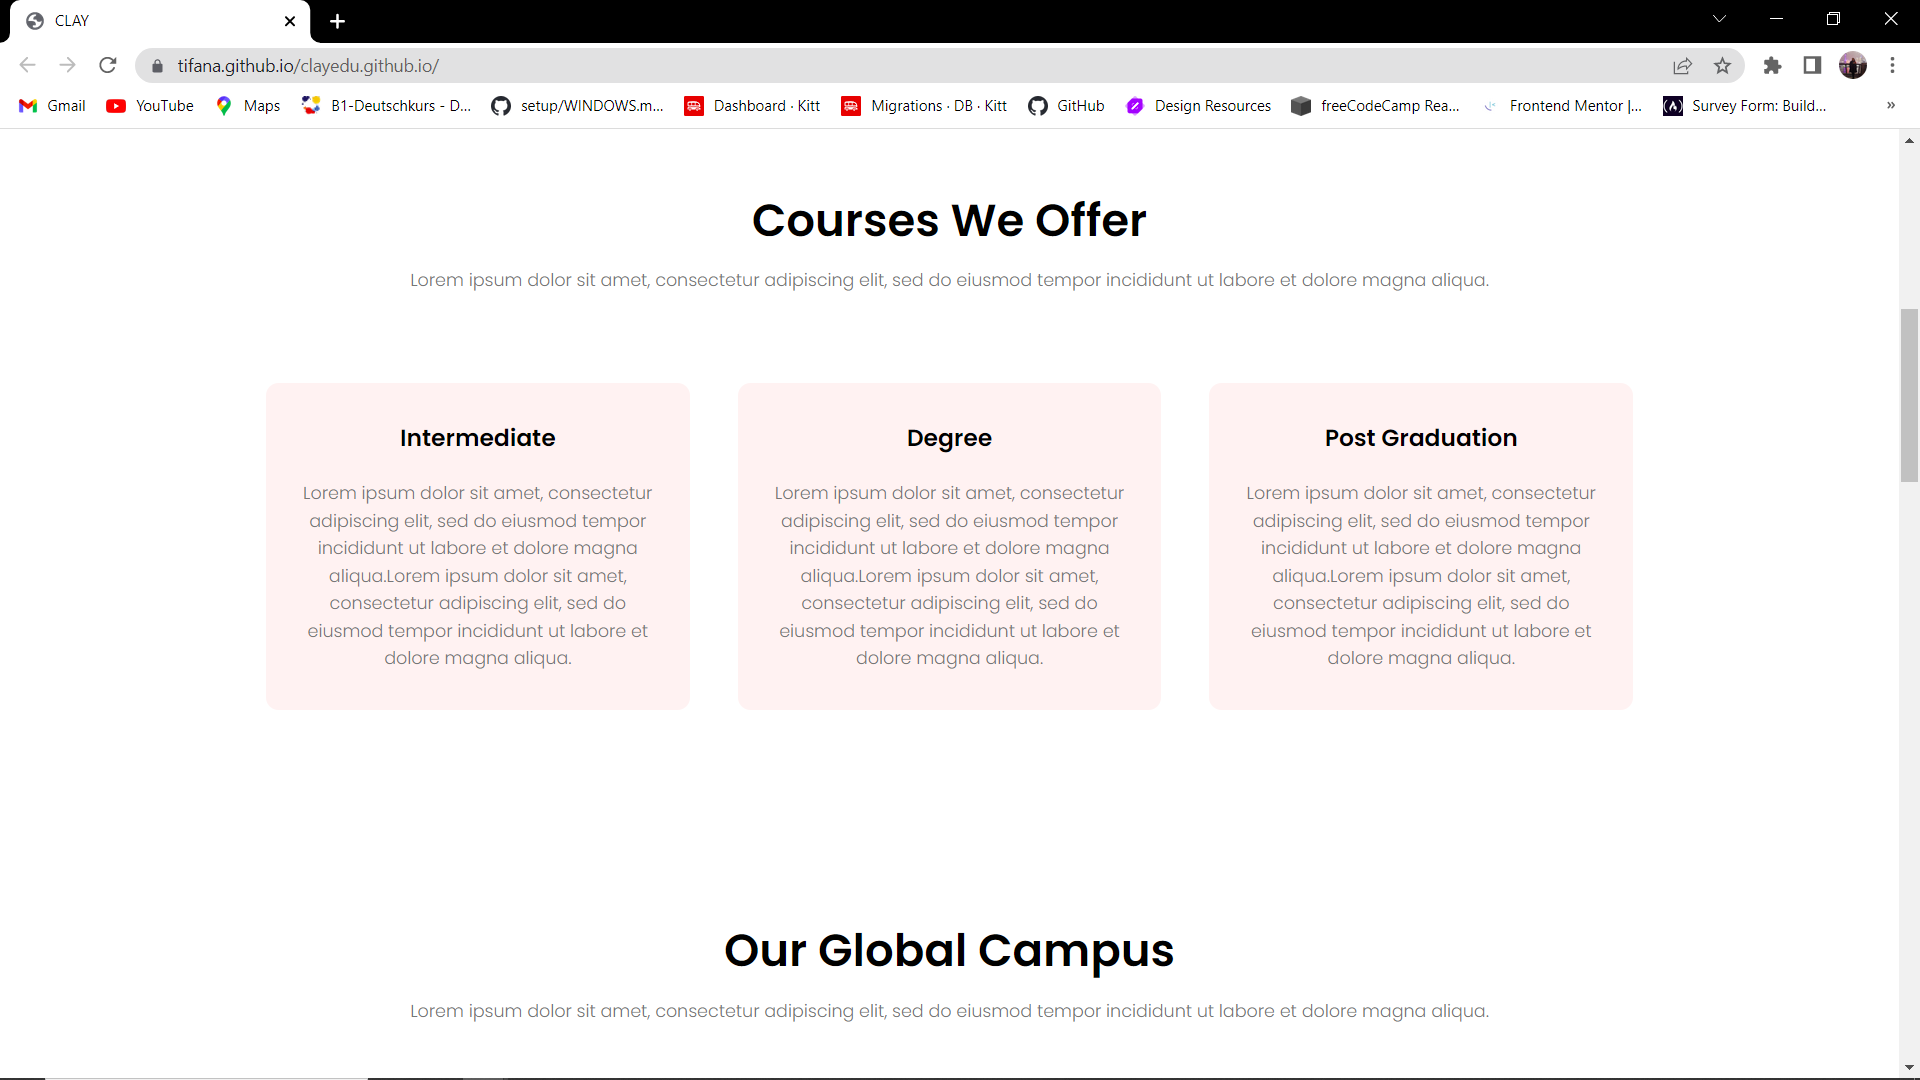 CLAY
tifana.github.io/clayedu.github.io/
Gmail YouTube Maps B1-Deutschkurs - D... setup/WINDOWS.m... Dashboard · Kitt Migrations · DB · Kitt GitHub Design Resources freeCodeCamp Rea... Frontend Mentor |... Survey Form: Build... »
Courses We Offer
Lorem ipsum dolor sit amet, consectetur adipiscing elit, sed do eiusmod tempor incididunt ut labore et dolore magna aliqua.
Intermediate
Lorem ipsum dolor sit amet, consectetur
adipiscing elit, sed do eiusmod tempor
incididunt ut labore et dolore magna
aliqua.Lorem ipsum dolor sit amet,
consectetur adipiscing elit, sed do
eiusmod tempor incididunt ut labore et
dolore magna aliqua.
Degree
Lorem ipsum dolor sit amet, consectetur
adipiscing elit, sed do eiusmod tempor
incididunt ut labore et dolore magna
aliqua.Lorem ipsum dolor sit amet,
consectetur adipiscing elit, sed do
eiusmod tempor incididunt ut labore et
dolore magna aliqua.
Post Graduation
Lorem ipsum dolor sit amet, consectetur
adipiscing elit, sed do eiusmod tempor
incididunt ut labore et dolore magna
aliqua.Lorem ipsum dolor sit amet,
consectetur adipiscing elit, sed do
eiusmod tempor incididunt ut labore et
dolore magna aliqua.
Our Global Campus
Lorem ipsum dolor sit amet, consectetur adipiscing elit, sed do eiusmod tempor incididunt ut labore et dolore magna aliqua.